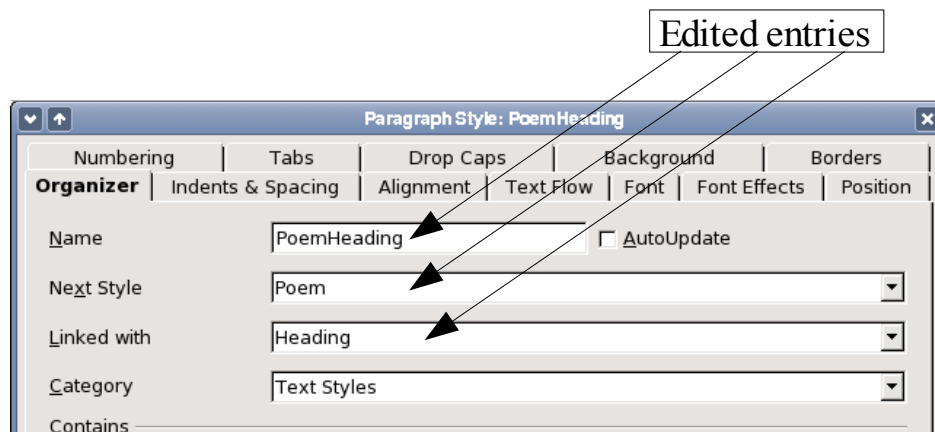 Edited entries
Paragraph Style: PoemHeading
Numbering Tabs Drop Caps Background Borders
Organizer Indents & Spacing Alignment Text Flow Font Font Effects Position
Name PoemHeading AutoUpdate
Next Style Poem
Linked with Heading
Category Text Styles
Contains